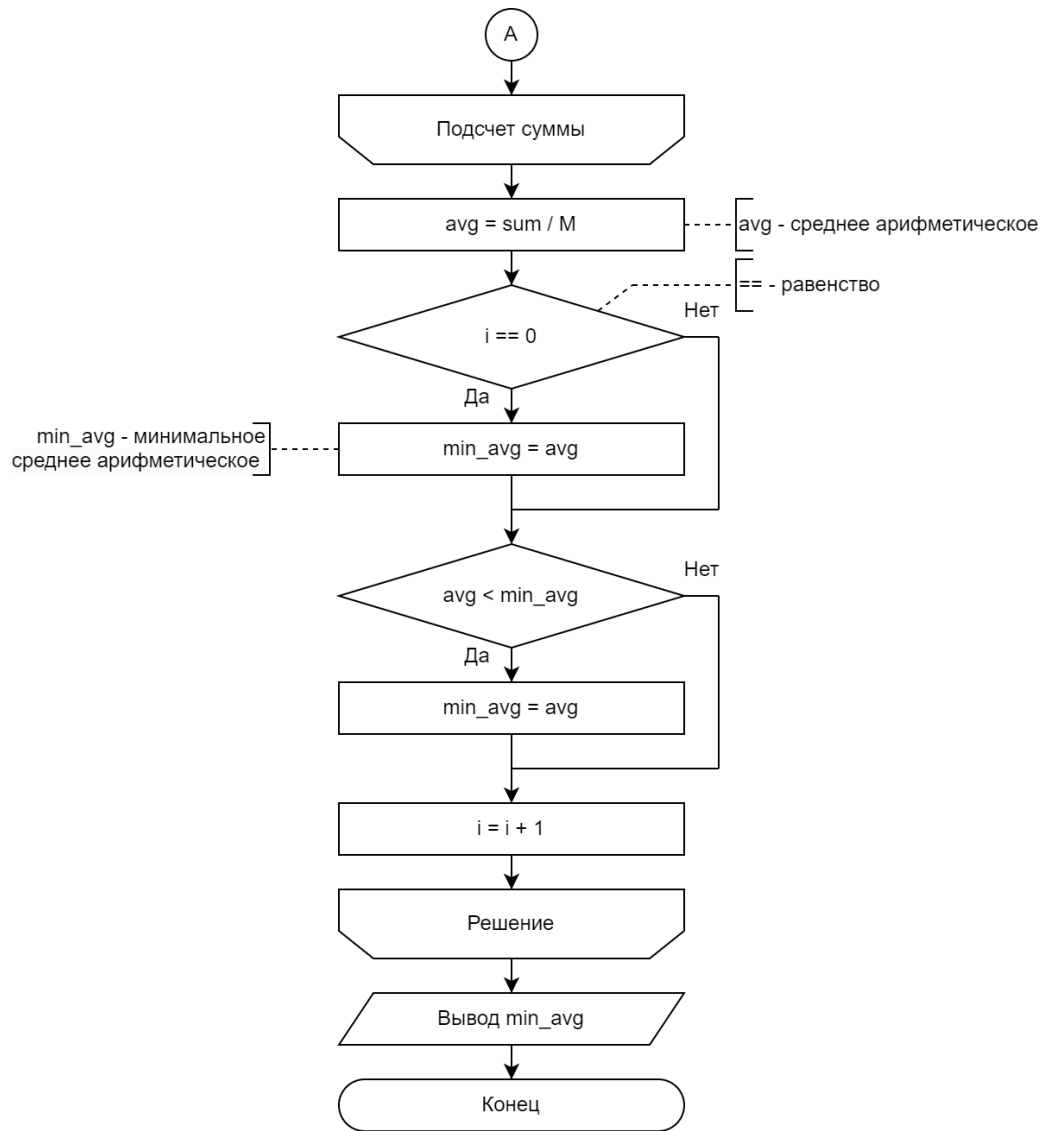 А
Подсчет суммы
avg = sum / M
avg - среднее арифметическое
== - равенство
Нет
i == 0
Да
min_avg - минимальное
среднее арифметическое
min_avg = avg
Нет
avg < min_avg
Да
min_avg = avg
i = i + 1
Решение
Вывод min_avg
Конец